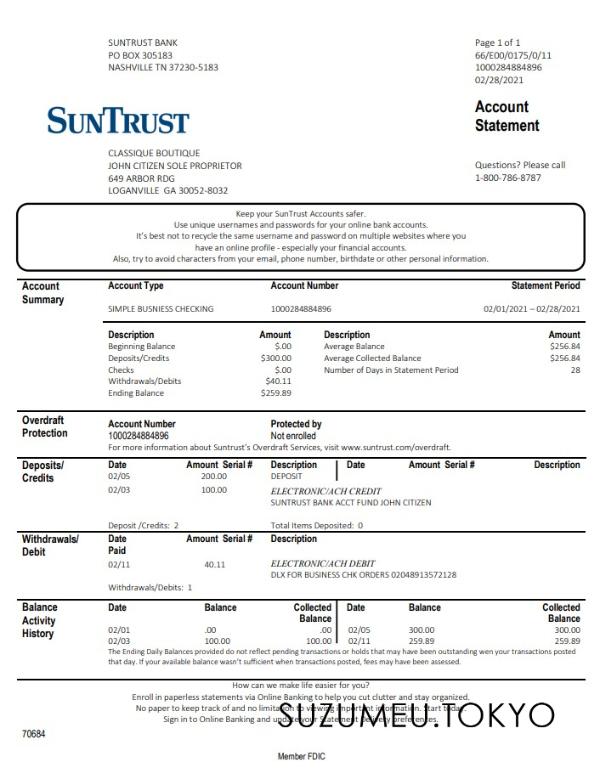 SUNTRUST BANK
PO BOX 305183
NASHVILLE TN 37230-5183
Page 1 of 1
66/E00/0175/0/11
1000284884896
02/28/2021
SUNTRUST
Account
Statement
CLASSIQUE BOUTIQUE
JOHN CITIZEN SOLE PROPRIETOR
649 ARBOR RDG
LOGANVILLE GA 30052-8032
Questions? Please call
1-800-786-8787
Keep your SunTrust Accounts safer.
Use unique usernames and passwords for your online bank accounts.
It's best not to recycle the same username and password on multiple websites where you
have an online profile - especially your financial accounts.
Also, try to avoid characters from your email, phone number, birthdate or other personal information.
Account Summary
Account Type Account Number Statement Period
SIMPLE BUSNIESS CHECKING 1000284884896 02/01/2021 – 02/28/2021
Description Amount Description Amount
Beginning Balance $.00 Average Balance $256.84
Deposits/Credits $300.00 Average Collected Balance $256.84
Checks $.00 Number of Days in Statement Period 28
Withdrawals/Debits $40.11
Ending Balance $259.89
Overdraft Protection
Account Number Protected by
1000284884896 Not enrolled
For more information about Suntrust's Overdraft Services, visit www.suntrust.com/overdraft.
Deposits/ Credits
Date Amount Serial # Description Date Amount Serial # Description
02/05 200.00 DEPOSIT
02/03 100.00 ELECTRONIC/ACH CREDIT
SUNTRUST BANK ACCT FUND JOHN CITIZEN
Deposit /Credits: 2 Total Items Deposited: 0
Withdrawals/ Debit
Date Paid Amount Serial # Description
02/11 40.11 ELECTRONIC/ACH DEBIT
DLX FOR BUSINESS CHK ORDERS 02048913572128
Withdrawals/Debits: 1
Balance Activity History
Date Balance Collected Balance Date Balance Collected Balance
02/01 .00 .00 02/05 300.00 300.00
02/03 100.00 100.00 02/11 259.89 259.89
The Ending Daily Balances provided do not reflect pending transactions or holds that may have been outstanding wen your transactions posted
that day. If your available balance wasn't sufficient when transactions posted, fees may have been assessed.
How can we make life easier for you?
Enroll in paperless statements via Online Banking to help you cut clutter and stay organized.
No paper to keep track of and no limitation to viewing important information. Start today.
Sign in to Online Banking and update your Statement Delivery preferences.
SUZUMEU.TOKYO
70684
Member FDIC